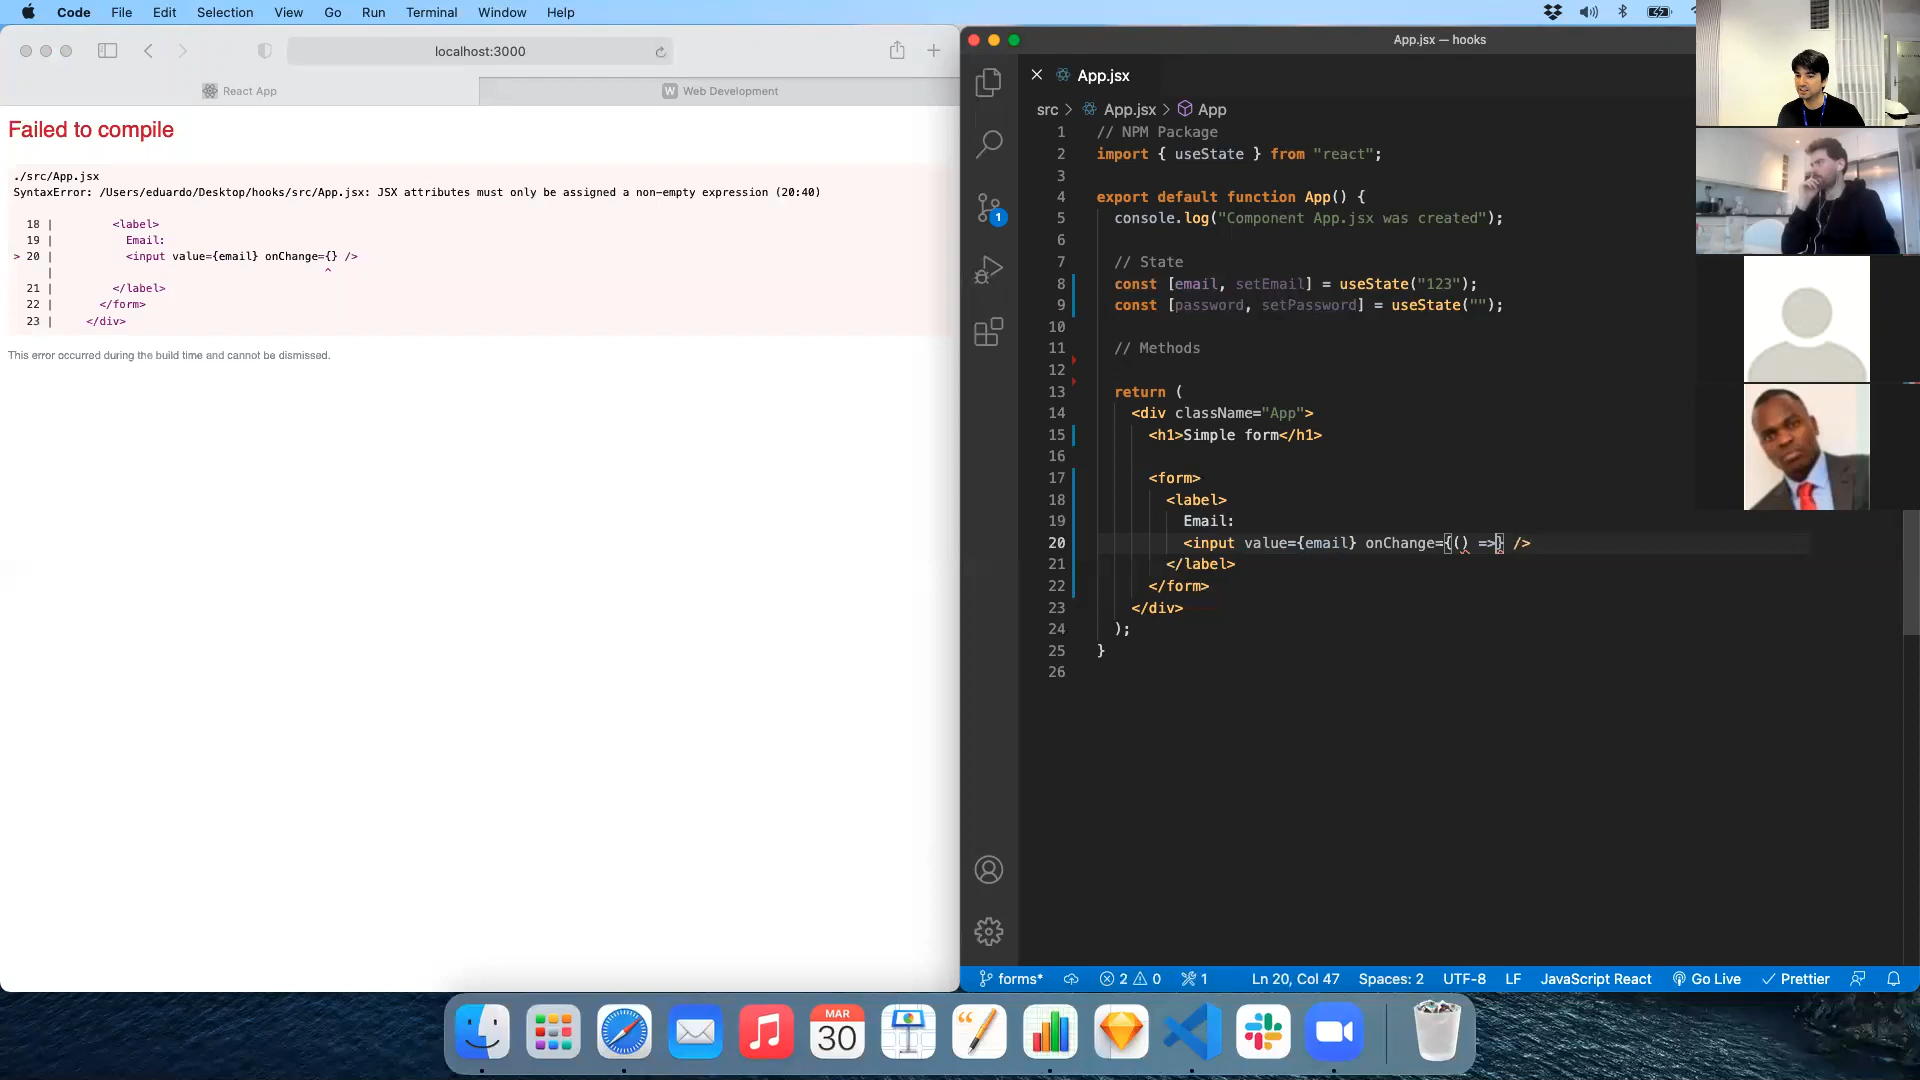 Code File Edit Selection View Go Run Terminal Window Help
localhost:3000
React App
W Web Development
Failed to compile
./src/App.jsx
SyntaxError: /Users/eduardo/Desktop/hooks/src/App.jsx: JSX attributes must only be assigned a non-empty expression (20:40)
18 | <label>
19 | Email:
> 20 | <input value={email} onChange={} />
| ^
21 | </label>
22 | </form>
23 | </div>
This error occurred during the build time and cannot be dismissed.
App.jsx — hooks
App.jsx
src > App.jsx > App
1 // NPM Package
2 import { useState } from "react";
3
4 export default function App() {
5 console.log("Component App.jsx was created");
6
7 // State
8 const [email, setEmail] = useState("123");
9 const [password, setPassword] = useState("");
10
11 // Methods
12
13 return (
14 <div className="App">
15 <h1>Simple form</h1>
16
17 <form>
18 <label>
19 Email:
20 <input value={email} onChange={() =>} />
21 </label>
22 </form>
23 </div>
24 );
25 }
26
1
forms* 2 0 1 Ln 20, Col 47 Spaces: 2 UTF-8 LF JavaScript React Go Live Prettier
MAR
30